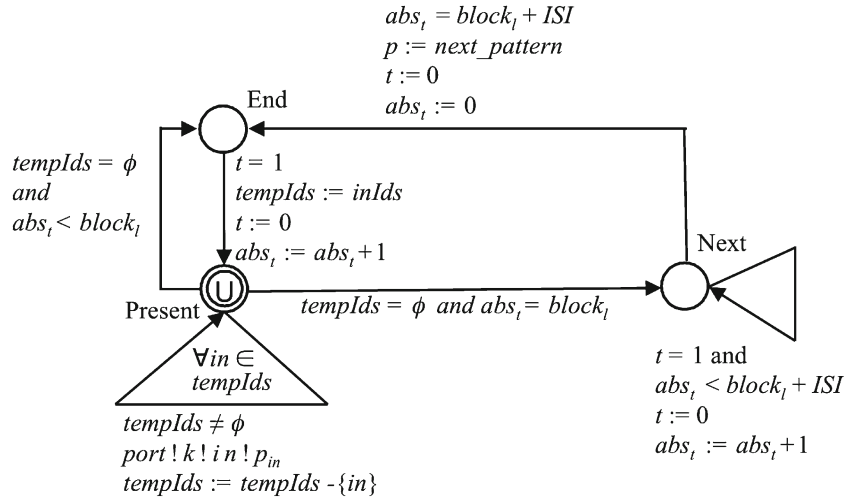 abs_t = block_l + ISI
p := next_pattern
t := 0
abs_t := 0
End
tempIds = ϕ
and
abs_t < block_l
t = 1
tempIds := inIds
t := 0
abs_t := abs_t+1
Next
U
Present
tempIds = ϕ and abs_t = block_l
∀in ∈
tempIds
tempIds ≠ ϕ
port ! k ! i n ! p_in
tempIds := tempIds -{in}
t = 1 and
abs_t < block_l + ISI
t := 0
abs_t := abs_t+1